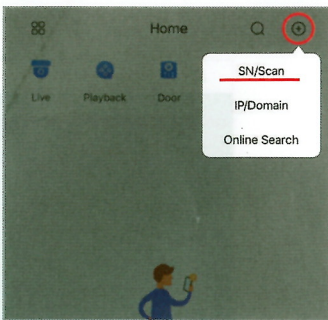 Home
SN/Scan
Live Playback Door
IP/Domain
Online Search